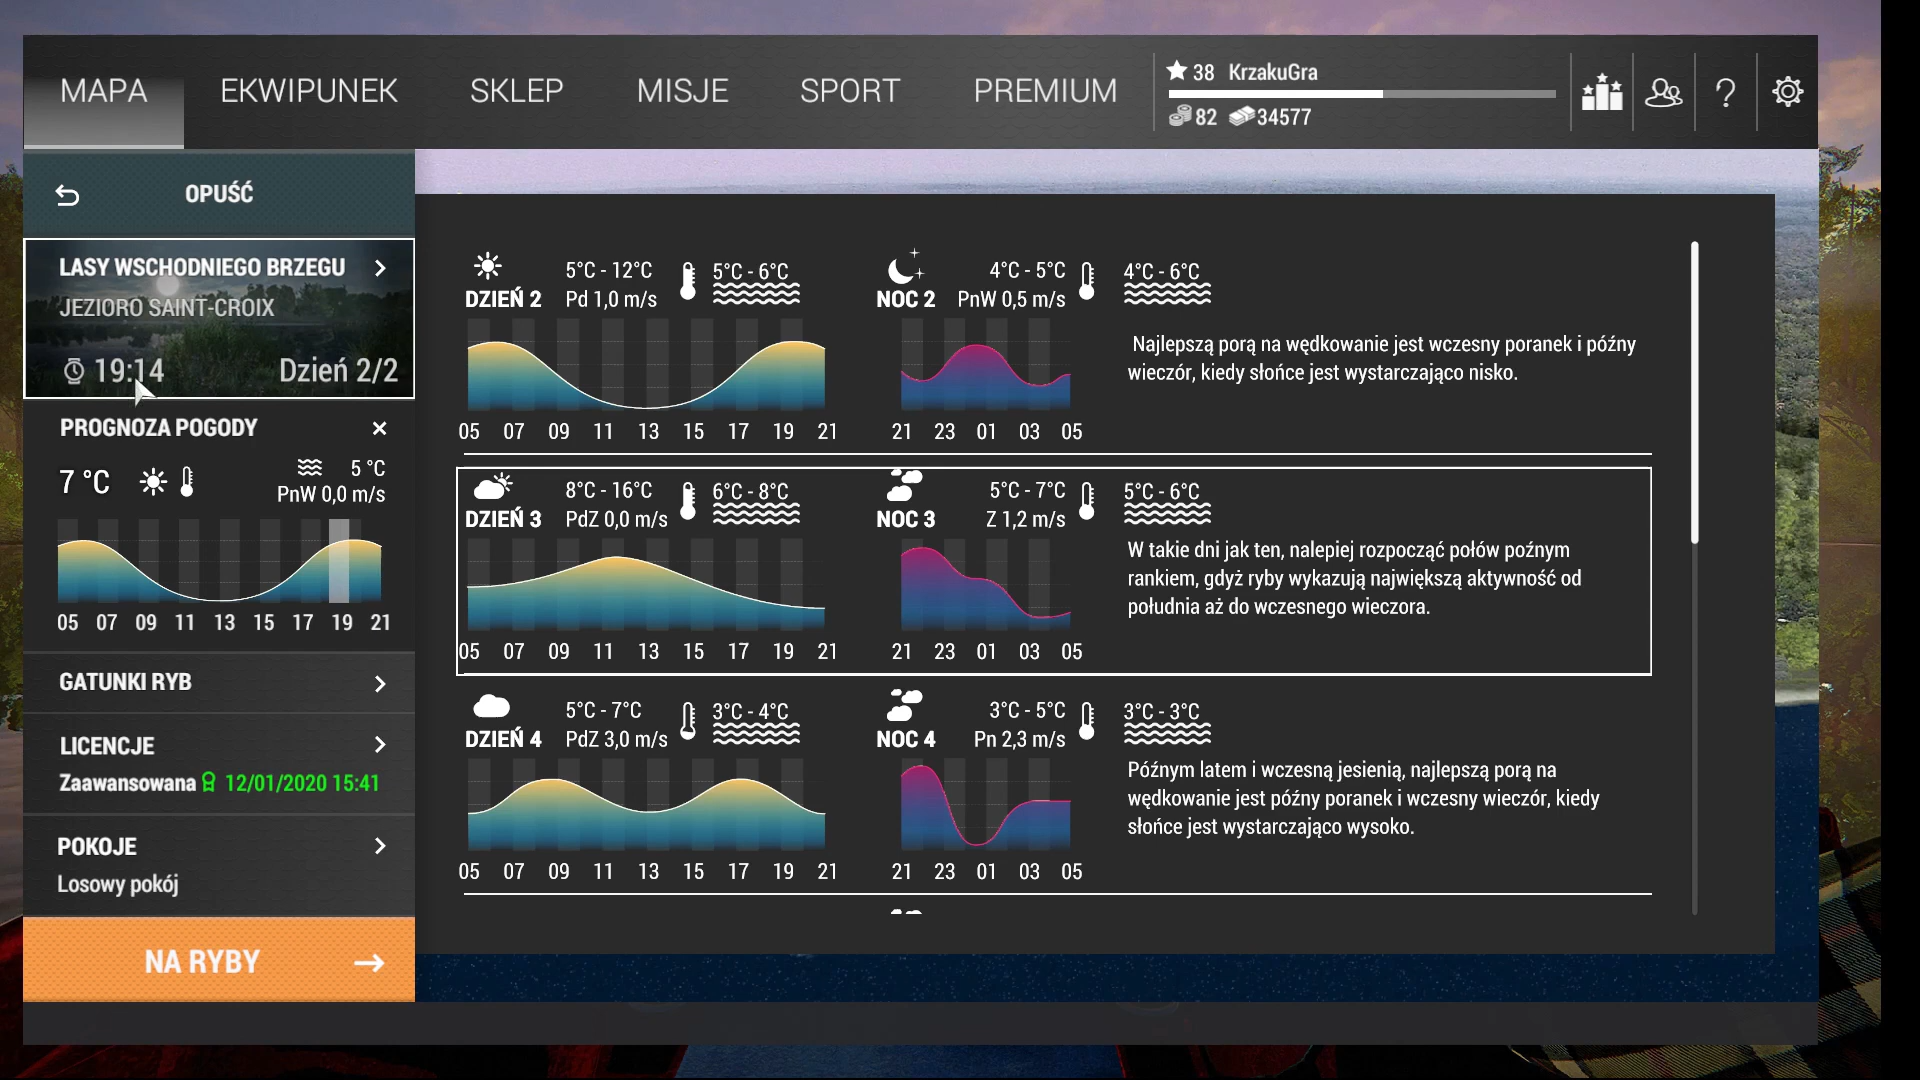 MAPA EKWIPUNEK SKLEP MISJE SPORT PREMIUM
38 KrzakuGra
82 34577
?
OPUŚĆ
LASY WSCHODNIEGO BRZEGU
JEZIORO SAINT-CROIX
19:14 Dzień 2/2
PROGNOZA POGODY
7 °C 5 °C
PnW 0,0 m/s
05 07 09 11 13 15 17 19 21
GATUNKI RYB
LICENCJE
Zaawansowana 12/01/2020 15:41
POKOJE
Losowy pokój
NA RYBY
5°C - 12°C 5°C - 6°C 4°C - 5°C 4°C - 6°C
DZIEŃ 2 Pd 1,0 m/s NOC 2 PnW 0,5 m/s
Najlepszą porą na wędkowanie jest wczesny poranek i późny
wieczór, kiedy słońce jest wystarczająco nisko.
05 07 09 11 13 15 17 19 21 21 23 01 03 05
8°C - 16°C 6°C - 8°C 5°C - 7°C 5°C - 6°C
DZIEŃ 3 PdZ 0,0 m/s NOC 3 Z 1,2 m/s
W takie dni jak ten, nalepiej rozpocząć połów poźnym
rankiem, gdyż ryby wykazują największą aktywność od
południa aż do wczesnego wieczora.
05 07 09 11 13 15 17 19 21 21 23 01 03 05
5°C - 7°C 3°C - 4°C 3°C - 5°C 3°C - 3°C
DZIEŃ 4 PdZ 3,0 m/s NOC 4 Pn 2,3 m/s
Późnym latem i wczesną jesienią, najlepszą porą na
wędkowanie jest późny poranek i wczesny wieczór, kiedy
słońce jest wystarczająco wysoko.
05 07 09 11 13 15 17 19 21 21 23 01 03 05